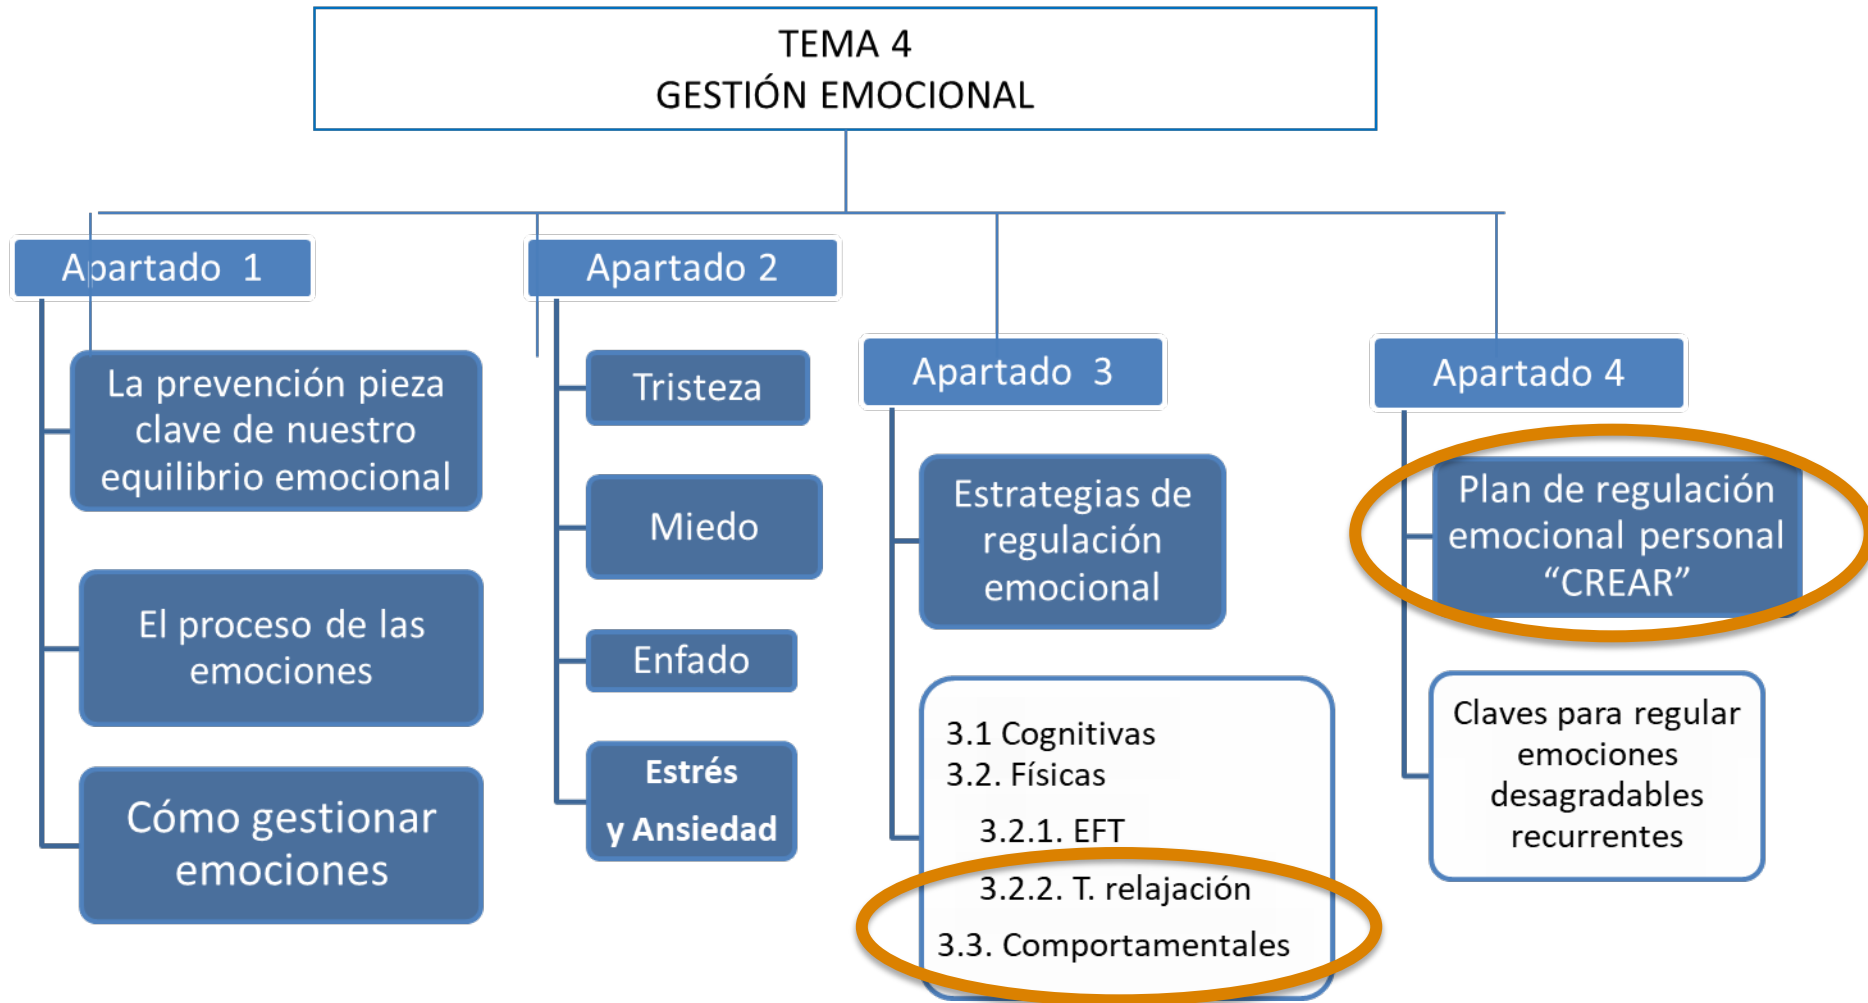 TEMA 4
GESTIÓN EMOCIONAL
Apartado 1
La prevención pieza
clave de nuestro
equilibrio emocional
El proceso de las
emociones
Cómo gestionar
emociones
Apartado 2
Tristeza
Miedo
Enfado
Estrés
y Ansiedad
Apartado 3
Estrategias de
regulación
emocional
3.1 Cognitivas
3.2. Físicas
3.2.1. EFT
3.2.2. T. relajación
3.3. Comportamentales
Apartado 4
Plan de regulación
emocional personal
“CREAR”
Claves para regular
emociones
desagradables
recurrentes